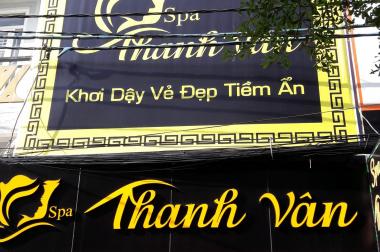 Spa
Thanh Vân
Khơi Dậy Vẻ Đẹp Tiềm Ẩn
Spa
Thanh Vân